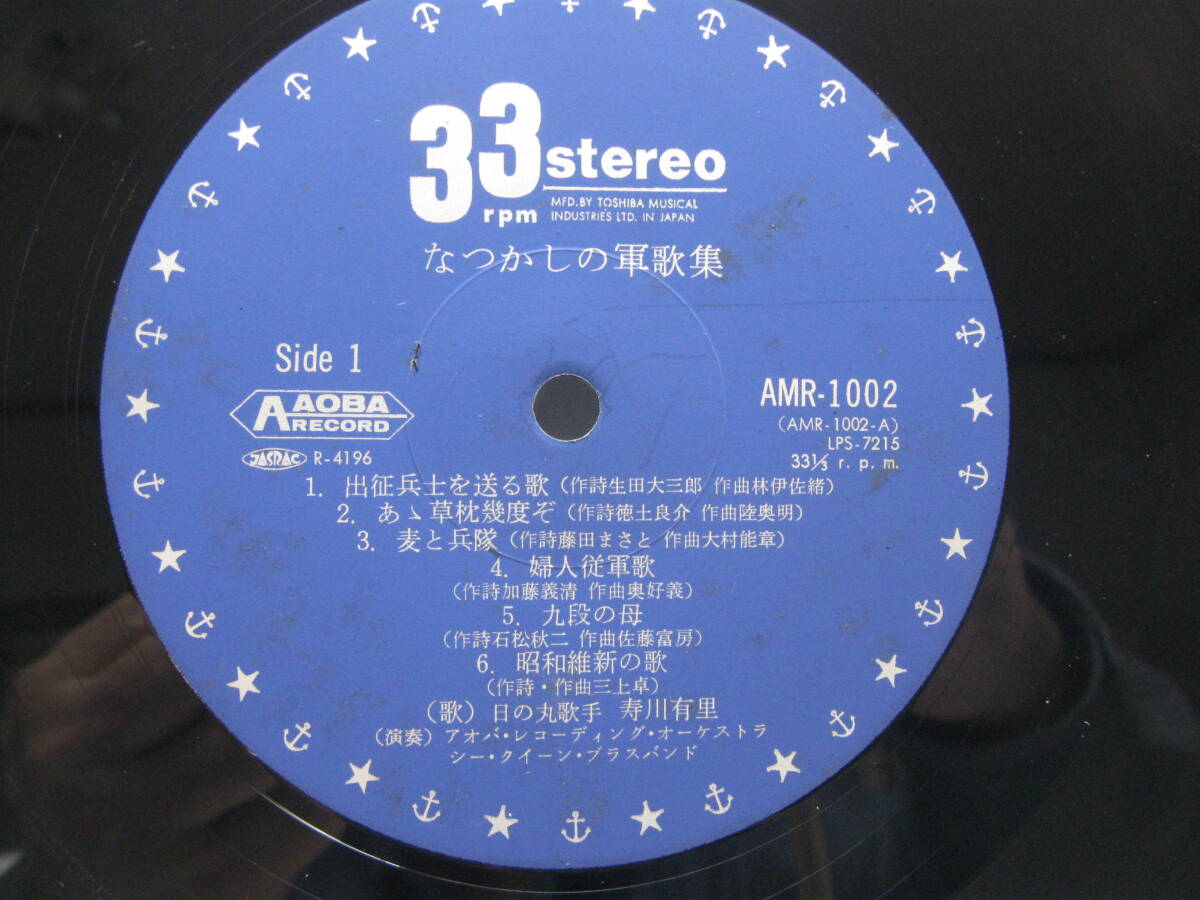 33 stereo
rpm
MFD. BY TOSHIBA MUSICAL
INDUSTRIES LTD. IN JAPAN
なつかしの軍歌集
Side 1
A AOBA
RECORD
JASRAC R-4196
AMR-1002
(AMR-1002-A)
LPS-7215
33⅓ r. p. m.
1. 出征兵士を送る歌(作詩生田大三郎 作曲林伊佐緒)
2. あゝ草枕幾度ぞ(作詩徳土良介 作曲陸奥明)
3. 麦と兵隊(作詩藤田まさと 作曲大村能章)
4. 婦人従軍歌
(作詩加藤義清 作曲奥好義)
5. 九段の母
(作詩石松秋二 作曲佐藤富房)
6. 昭和維新の歌
(作詩・作曲三上卓)
(歌)日の丸歌手 寿川有里
(演奏)アオバ・レコーディング・オーケストラ
シー・クイーン・ブラスバンド